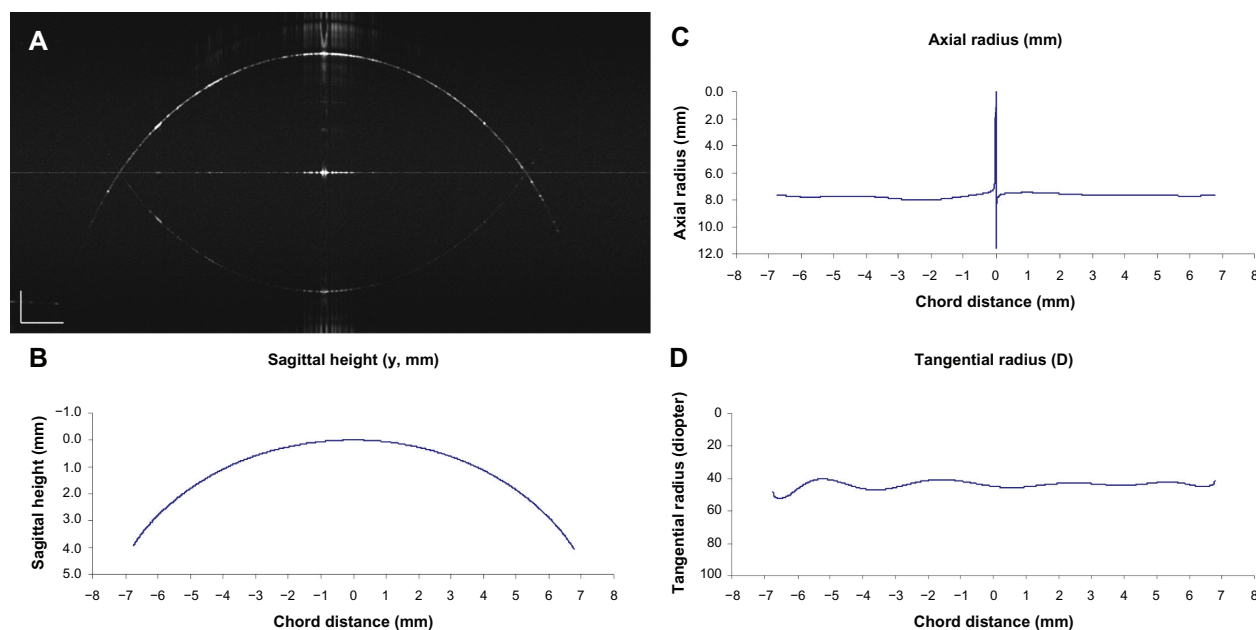 A
B
Sagittal height (y, mm)
Sagittal height (mm)
−1.0
0.0
1.0
2.0
3.0
4.0
5.0
−8 −7 −6 −5 −4 −3 −2 −1 0 1 2 3 4 5 6 7 8
Chord distance (mm)
C
Axial radius (mm)
Axial radius (mm)
0.0
2.0
4.0
6.0
8.0
10.0
12.0
−8 −7 −6 −5 −4 −3 −2 −1 0 1 2 3 4 5 6 7 8
Chord distance (mm)
D
Tangential radius (D)
Tangential radius (diopter)
0
20
40
60
80
100
−8 −7 −6 −5 −4 −3 −2 −1 0 1 2 3 4 5 6 7 8
Chord distance (mm)